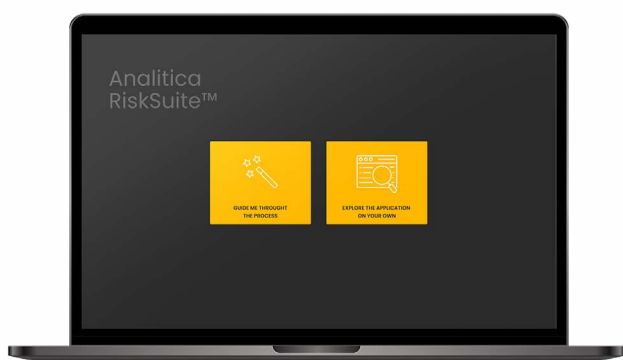 Analitica
RiskSuite™
GUIDE ME THROUGHT
THE PROCESS
EXPLORE THE APPLICATION
ON YOUR OWN